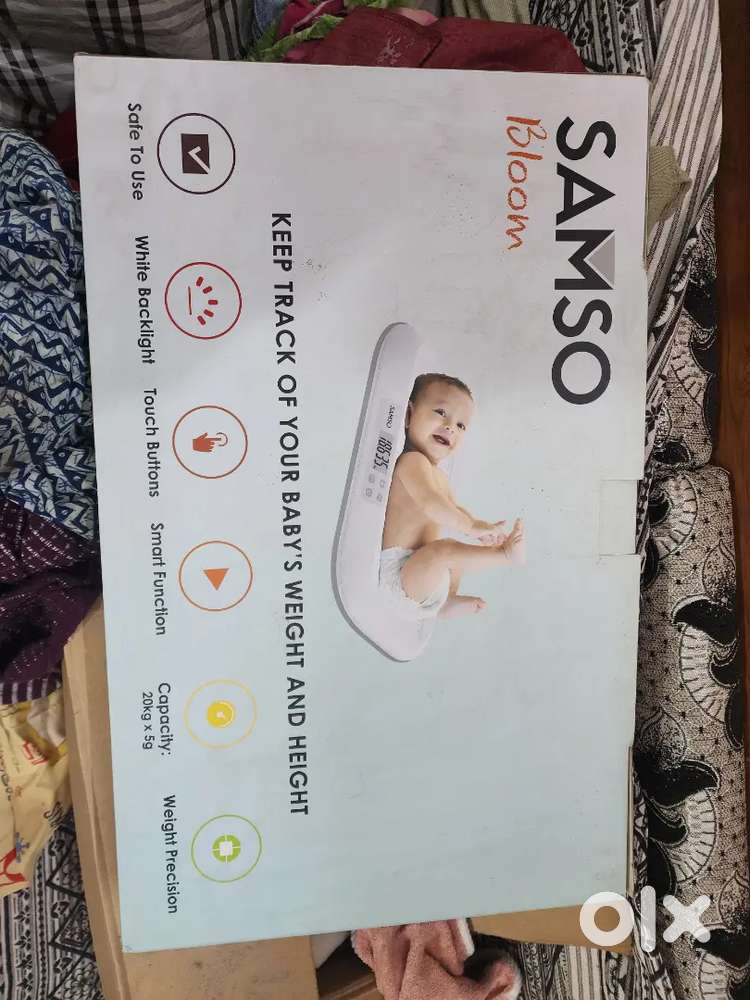 SAMSO
Bloom
SAMSO
KEEP TRACK OF YOUR BABY'S WEIGHT AND HEIGHT
Safe To Use
White Backlight
Touch Buttons
Smart Function
Capacity:
20kg x 5g
Weight Precision
olx